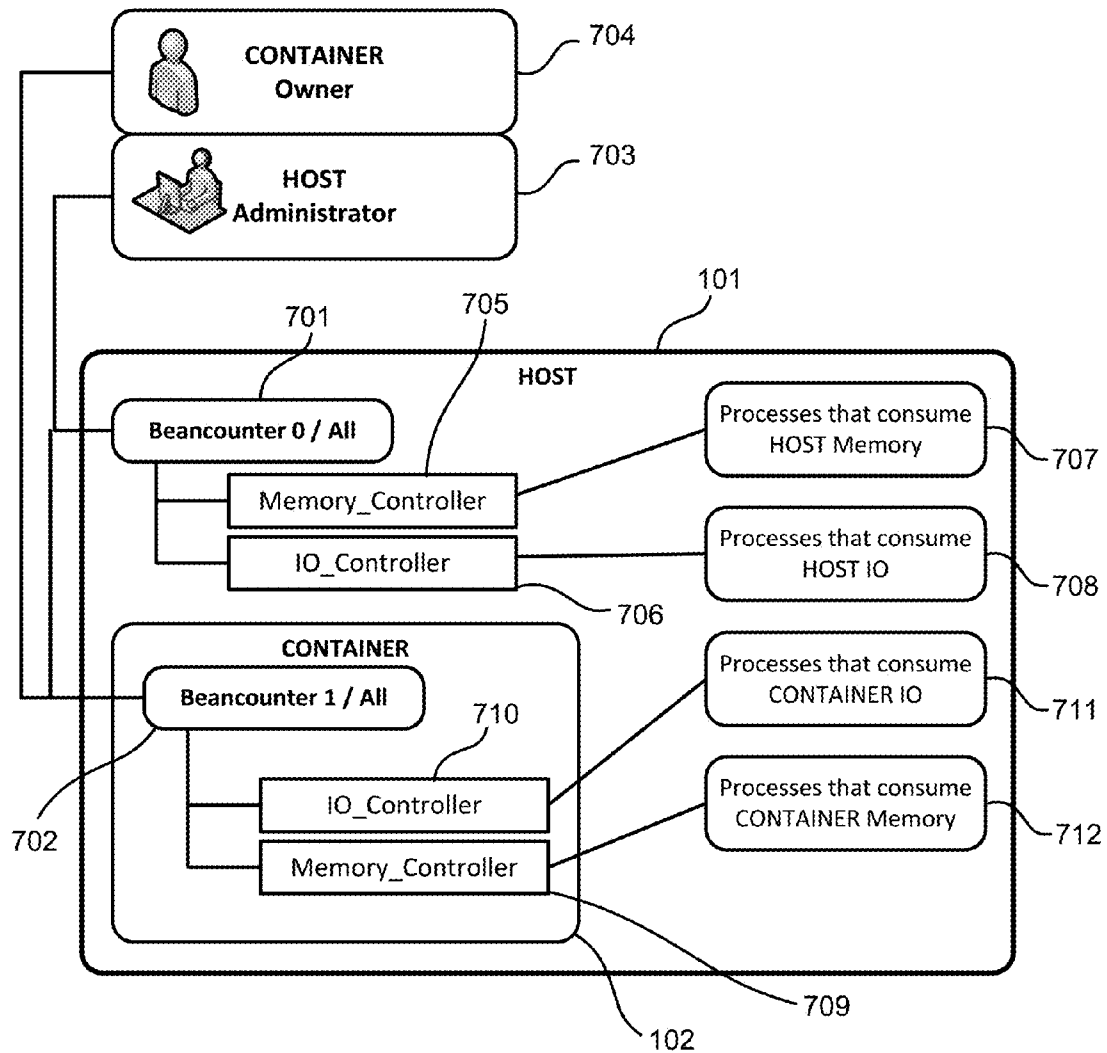 CONTAINER
Owner
704
HOST
Administrator
703
101
701
705
HOST
Beancounter 0 / All
Processes that consume
HOST Memory
707
Memory_Controller
IO_Controller
Processes that consume
HOST IO
708
706
CONTAINER
Beancounter 1 / All
Processes that consume
CONTAINER IO
711
710
IO_Controller
Processes that consume
CONTAINER Memory
712
702
Memory_Controller
709
102